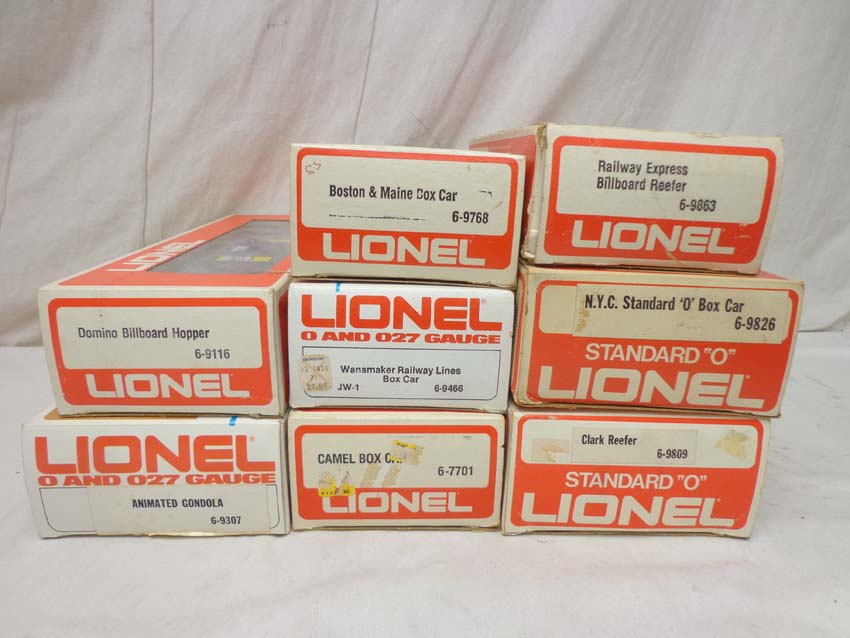 Boston & Maine Box Car
6-9768
LIONEL
Railway Express
Billboard Reefer
6-9863
LIONEL
LIONEL
Domino Billboard Hopper
6-9116
LIONEL
LIONEL
O AND O27 GAUGE
Wanamaker Railway Lines
Box Car
JW-1 6-9466
N.Y.C. Standard 'O' Box Car
6-9826
STANDARD "O"
LIONEL
LIONEL
O AND O27 GAUGE
ANIMATED GONDOLA
6-9307
CAMEL BOX
6-7701
LIONEL
Clark Reefer
6-9809
STANDARD "O"
LIONEL